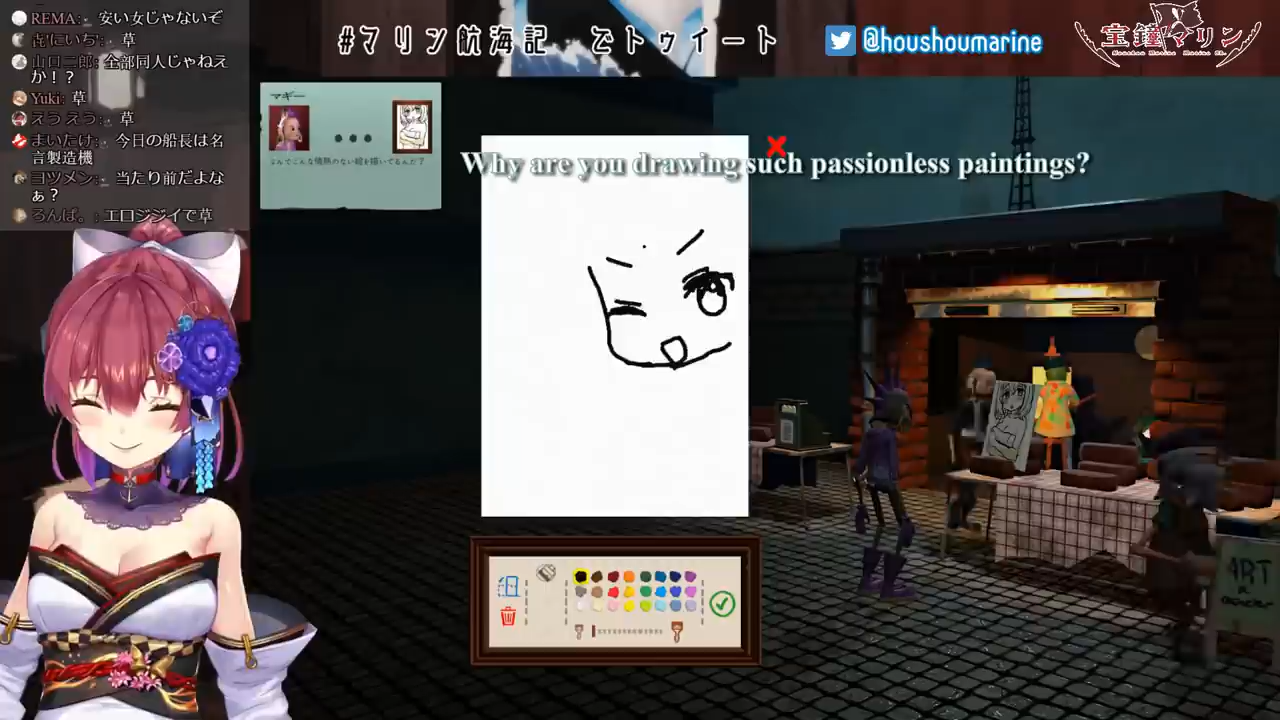 REMA: 安い女じゃないぞ
草
山口二郎: 全部同人じゃねえ
か！？
Yuki: 草
えうえう: 草
まいたけ: 今日の船長は名
言製造機
ヨツメン: 当たり前だよな
ぁ？
ろんぱ。: エロジジイで草
#マリン航海記 でトゥイート
@houshoumarine
宝鐘マリン
マギー
Why are you drawing such passionless paintings?
ART